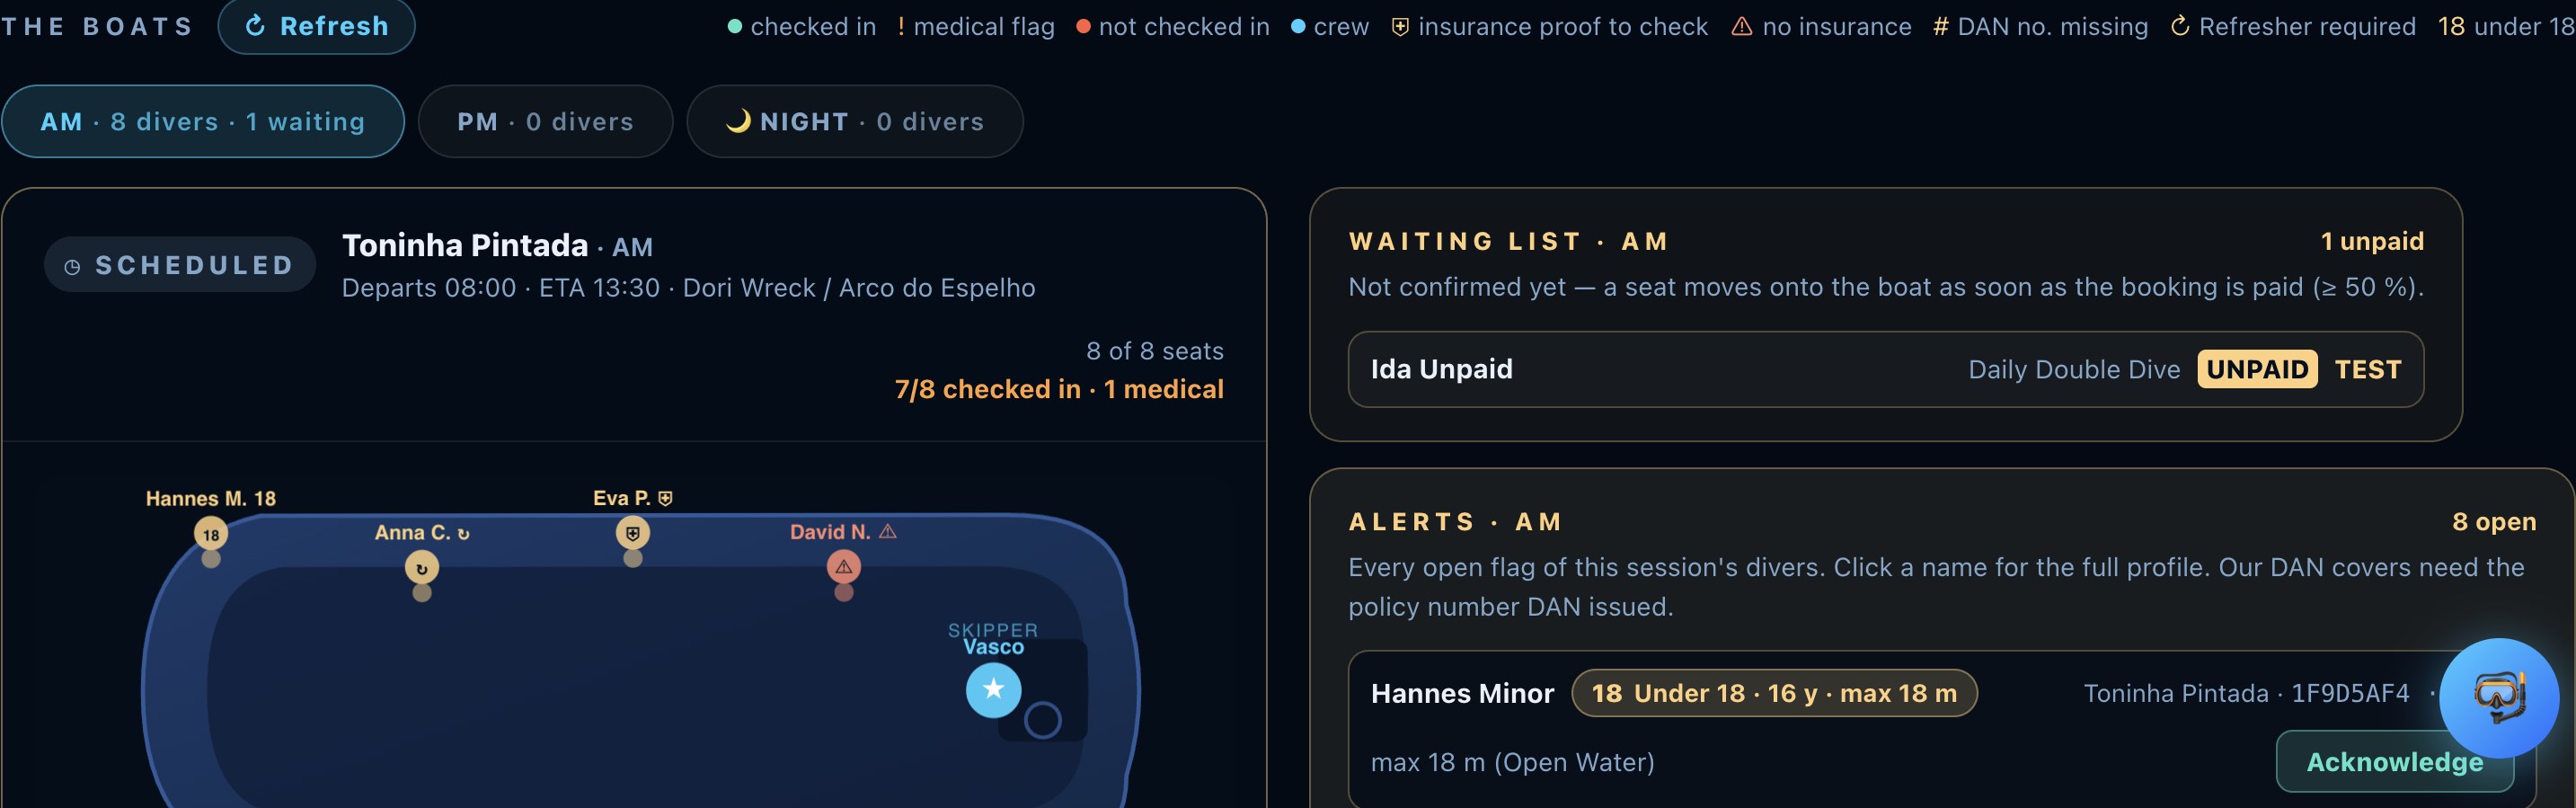 THE BOATS ↻ Refresh
checked in ! medical flag not checked in crew insurance proof to check ⚠ no insurance # DAN no. missing ↻ Refresher required 18 under 18
AM · 8 divers · 1 waiting
PM · 0 divers
🌙 NIGHT · 0 divers
SCHEDULED
Toninha Pintada · AM
Departs 08:00 · ETA 13:30 · Dori Wreck / Arco do Espelho
8 of 8 seats
7/8 checked in · 1 medical
Hannes M. 18
18
Anna C. ↻
↻
Eva P.
David N. ⚠
⚠
SKIPPER
Vasco
★
WAITING LIST · AM
1 unpaid
Not confirmed yet — a seat moves onto the boat as soon as the booking is paid (≥ 50 %).
Ida Unpaid
Daily Double Dive UNPAID TEST
ALERTS · AM
8 open
Every open flag of this session's divers. Click a name for the full profile. Our DAN covers need the
policy number DAN issued.
Hannes Minor 18 Under 18 · 16 y · max 18 m
Toninha Pintada · 1F9D5AF4 ·
max 18 m (Open Water)
Acknowledge